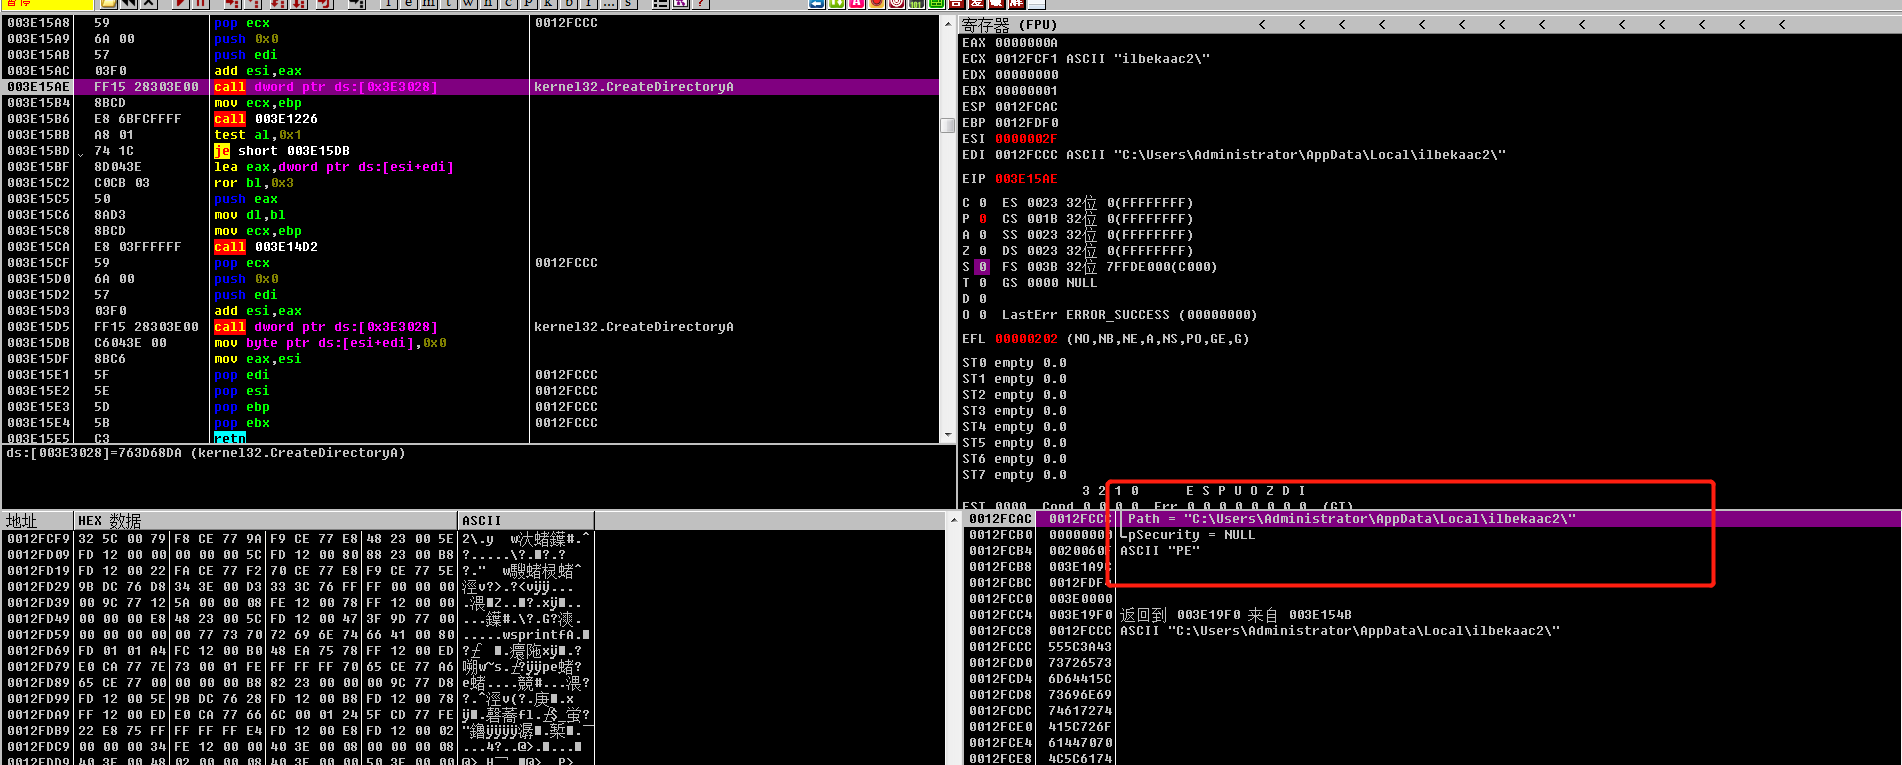 暂停
l e m t w h c P k b r ... s
003E15A8 59 pop ecx 0012FCCC
003E15A9 6A 00 push 0x0
003E15AB 57 push edi
003E15AC 03F0 add esi,eax
003E15AE FF15 28303E00 call dword ptr ds:[0x3E3028] kernel32.CreateDirectoryA
003E15B4 8BCD mov ecx,ebp
003E15B6 E8 6BFCFFFF call 003E1226
003E15BB A8 01 test al,0x1
003E15BD 74 1C je short 003E15DB
003E15BF 8D043E lea eax,dword ptr ds:[esi+edi]
003E15C2 C0CB 03 ror bl,0x3
003E15C5 50 push eax
003E15C6 8AD3 mov dl,bl
003E15C8 8BCD mov ecx,ebp
003E15CA E8 03FFFFFF call 003E14D2
003E15CF 59 pop ecx 0012FCCC
003E15D0 6A 00 push 0x0
003E15D2 57 push edi
003E15D3 03F0 add esi,eax
003E15D5 FF15 28303E00 call dword ptr ds:[0x3E3028] kernel32.CreateDirectoryA
003E15DB C6043E 00 mov byte ptr ds:[esi+edi],0x0
003E15DF 8BC6 mov eax,esi
003E15E1 5F pop edi 0012FCCC
003E15E2 5E pop esi 0012FCCC
003E15E3 5D pop ebp 0012FCCC
003E15E4 5B pop ebx 0012FCCC
003E15E5 C3 retn
ds:[003E3028]=763D68DA (kernel32.CreateDirectoryA)
寄存器 (FPU) < < < < < < < < < < < <
EAX 0000000A
ECX 0012FCF1 ASCII "ilbekaac2\"
EDX 00000000
EBX 00000001
ESP 0012FCAC
EBP 0012FDF0
ESI 0000002F
EDI 0012FCCC ASCII "C:\Users\Administrator\AppData\Local\ilbekaac2\"
EIP 003E15AE
C 0 ES 0023 32位 0(FFFFFFFF)
P 0 CS 001B 32位 0(FFFFFFFF)
A 0 SS 0023 32位 0(FFFFFFFF)
Z 0 DS 0023 32位 0(FFFFFFFF)
S 0 FS 003B 32位 7FFDE000(C000)
T 0 GS 0000 NULL
D 0
O 0 LastErr ERROR_SUCCESS (00000000)
EFL 00000202 (NO,NB,NE,A,NS,PO,GE,G)
ST0 empty 0.0
ST1 empty 0.0
ST2 empty 0.0
ST3 empty 0.0
ST4 empty 0.0
ST5 empty 0.0
ST6 empty 0.0
ST7 empty 0.0
3 2 1 0 E S P U O Z D I
FST 0000 Cond 0 0 0 0 Err 0 0 0 0 0 0 0 0 (GT)
地址 HEX 数据 ASCII
0012FCF9 32 5C 00 79 F8 CE 77 9A F9 CE 77 E8 48 23 00 5E
0012FD09 FD 12 00 00 00 00 00 5C FD 12 00 80 88 23 00 B8
0012FD19 FD 12 00 22 FA CE 77 F2 70 CE 77 E8 F9 CE 77 5E
0012FD29 9B DC 76 D8 34 3E 00 D3 33 3C 76 FF FF 00 00 00
0012FD39 00 9C 77 12 5A 00 00 08 FE 12 00 78 FF 12 00 00
0012FD49 00 00 00 E8 48 23 00 5C FD 12 00 47 3F 9D 77 00
0012FD59 00 00 00 00 00 77 73 70 72 69 6E 74 66 41 00 80 .....wsprintfA.
0012FD69 FD 01 01 A4 FC 12 00 B0 48 EA 75 78 FF 12 00 ED
0012FD79 E0 CA 77 7E 73 00 01 FE FF FF FF 70 65 CE 77 A6
0012FD89 65 CE 77 00 00 00 00 B8 82 23 00 00 00 9C 77 D8
0012FD99 FD 12 00 5E 9B DC 76 28 FD 12 00 B8 FD 12 00 78
0012FDA9 FF 12 00 ED E0 CA 77 66 6C 00 01 24 5F CD 77 FE
0012FDB9 22 E8 75 FF FF FF FF E4 FD 12 00 E8 FD 12 00 02
0012FDC9 00 00 00 34 FE 12 00 00 40 3E 00 08 00 00 00 08
0012FDD9 40 3E 00 48 02 00 00 08 40 3E 00 00 50 3E 00 00
0012FCAC 0012FCCC Path = "C:\Users\Administrator\AppData\Local\ilbekaac2\"
0012FCB0 00000000 pSecurity = NULL
0012FCB4 0020060F ASCII "PE"
0012FCB8 003E1A9C
0012FCBC 0012FDF4
0012FCC0 003E0000
0012FCC4 003E19F0 返回到 003E19F0 来自 003E154B
0012FCC8 0012FCCC ASCII "C:\Users\Administrator\AppData\Local\ilbekaac2\"
0012FCCC 555C3A43
0012FCD0 73726573
0012FCD4 6D64415C
0012FCD8 73696E69
0012FCDC 74617274
0012FCE0 415C726F
0012FCE4 61447070
0012FCE8 4C5C6174